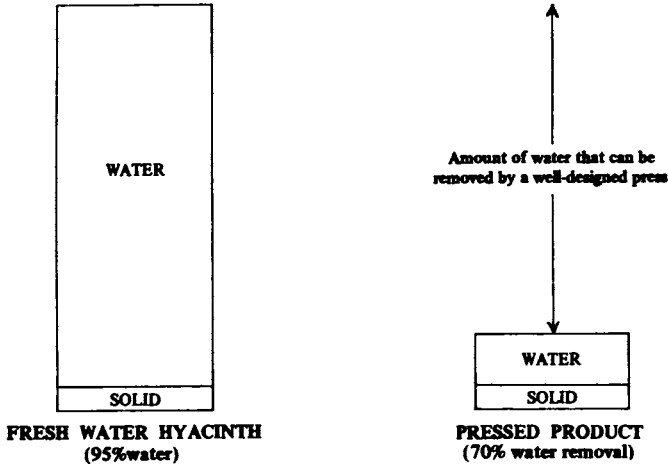 WATER
SOLID
FRESH WATER HYACINTH
(95%water)
Amount of water that can be
removed by a well-designed press
WATER
SOLID
PRESSED PRODUCT
(70% water removal)